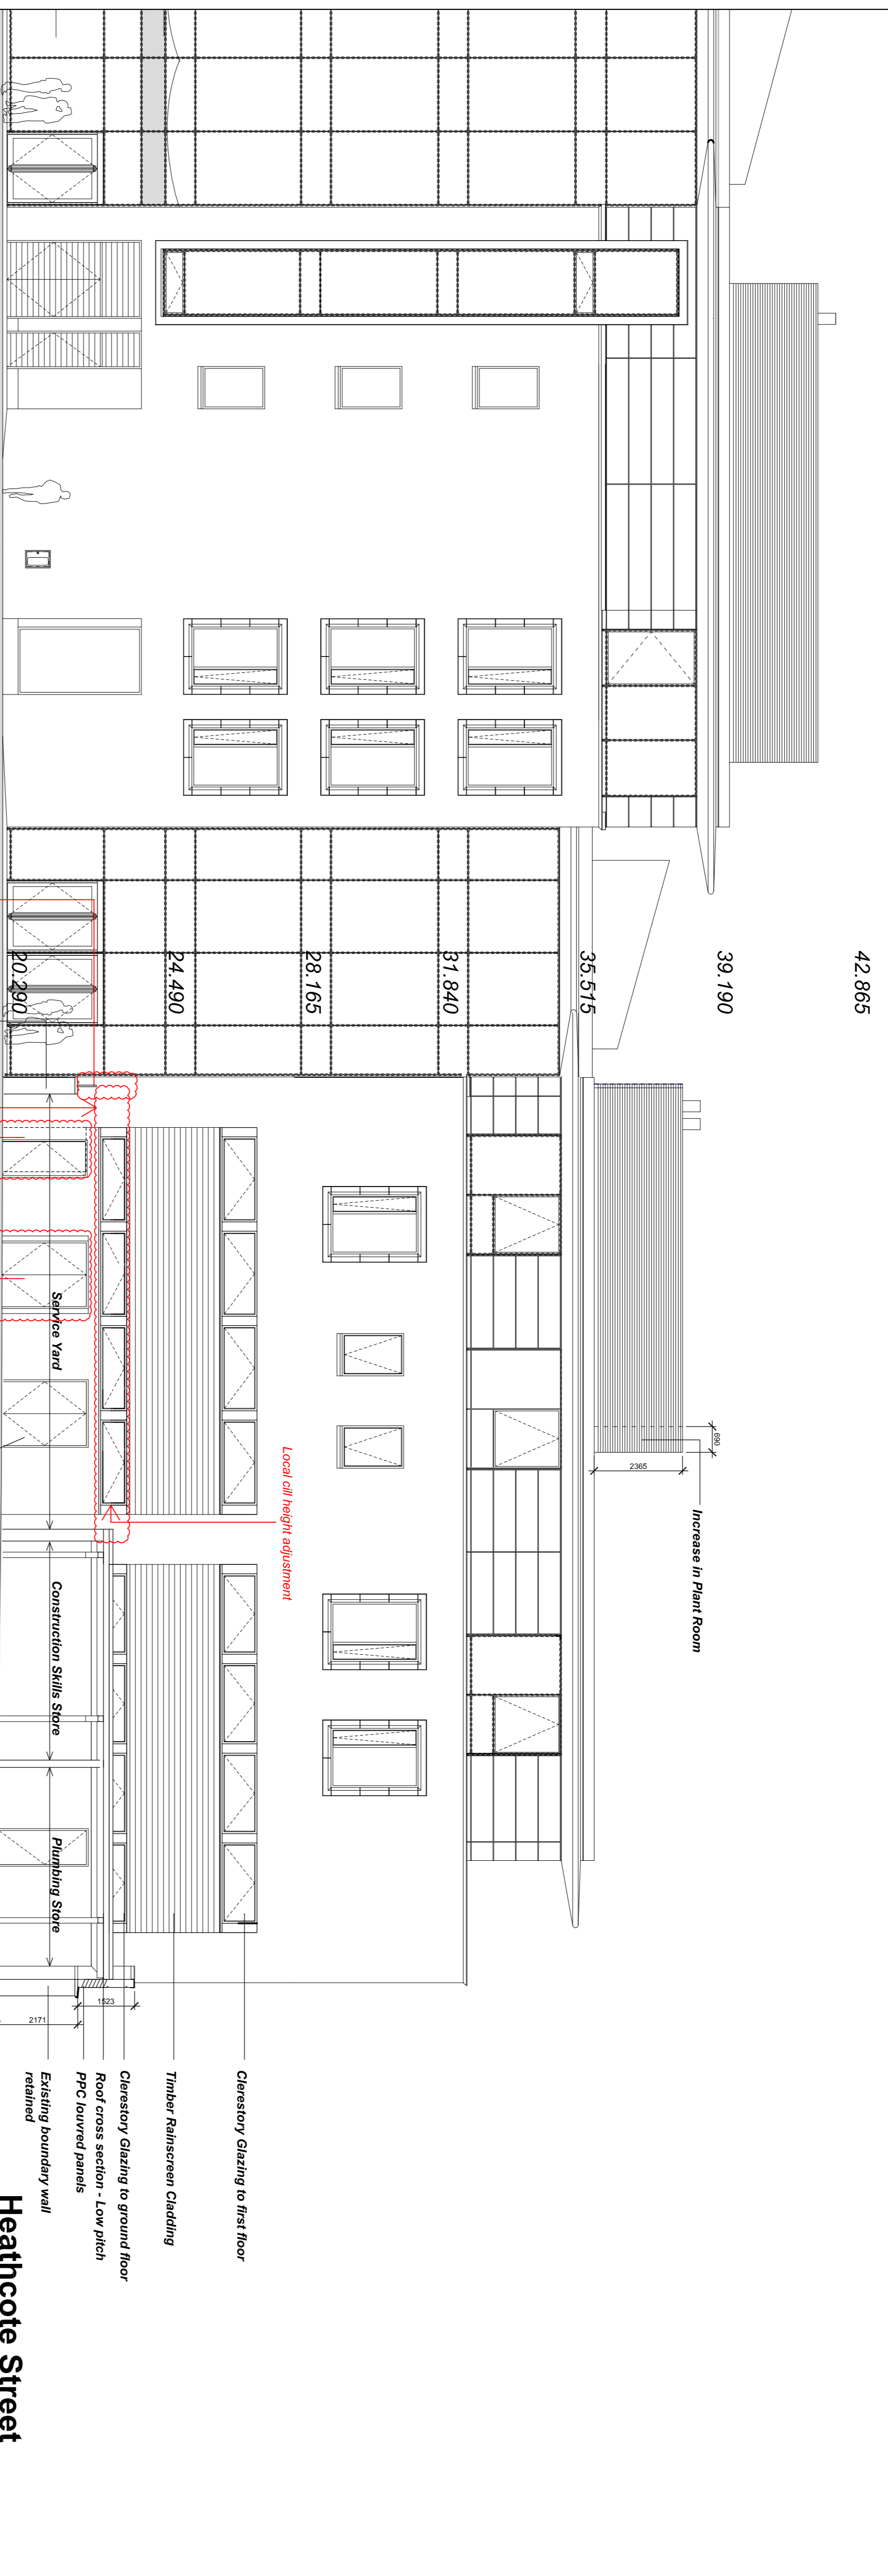 42.865
39.190
35.515
31.840
28.165
24.490
20.290
690
2365
Increase in Plant Room
Local cill height adjustment
Service Yard
Construction Skills Store
Plumbing Store
1523
2171
Clerestory Glazing to first floor
Timber Rainscreen Cladding
Clerestory Glazing to ground floor
Roof cross section - Low pitch
PPC louvred panels
Existing boundary wall
retained
Heathcote Street